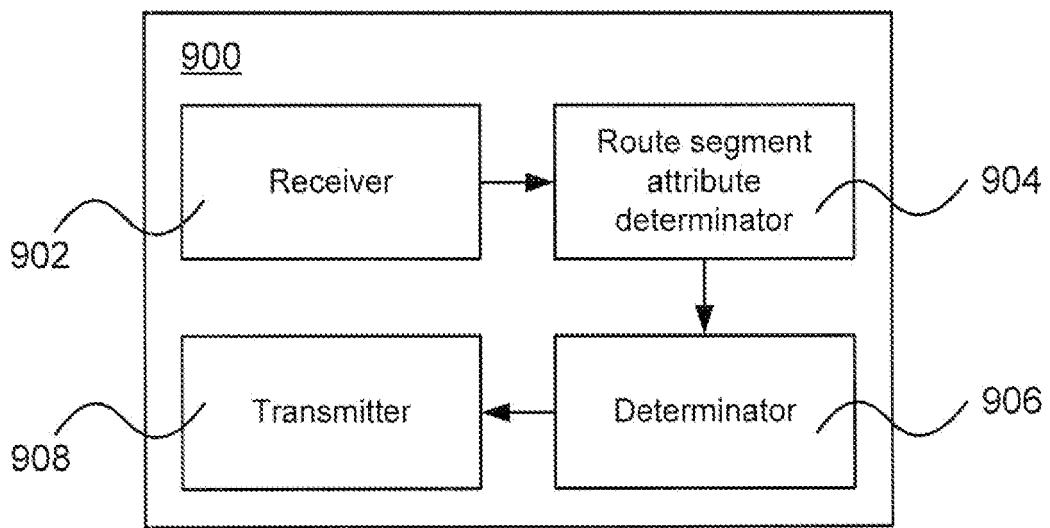 900
Receiver
Route segment
attribute
determinator
904
902
Transmitter
Determinator
906
908